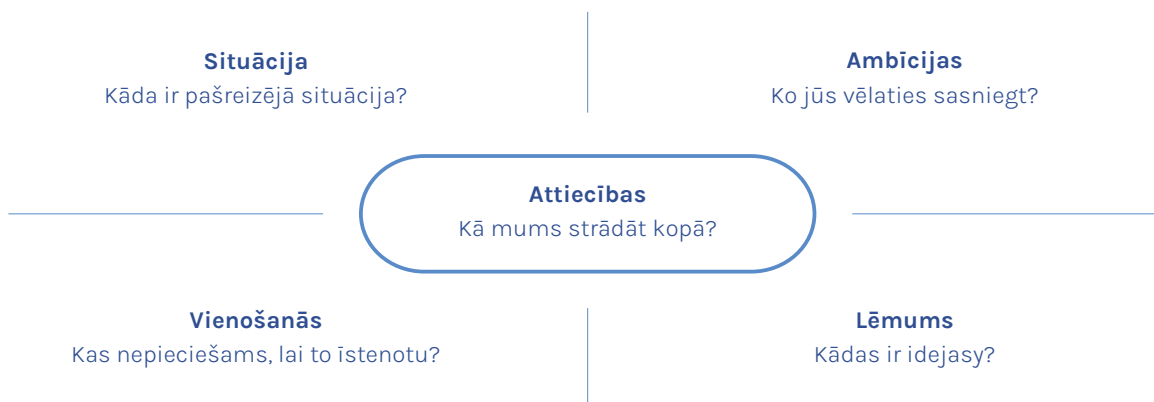 Situācija
Kāda ir pašreizējā situācija?
Ambīcijas
Ko jūs vēlaties sasniegt?
Attiecības
Kā mums strādāt kopā?
Vienošanās
Kas nepieciešams, lai to īstenotu?
Lēmums
Kādas ir idejasy?